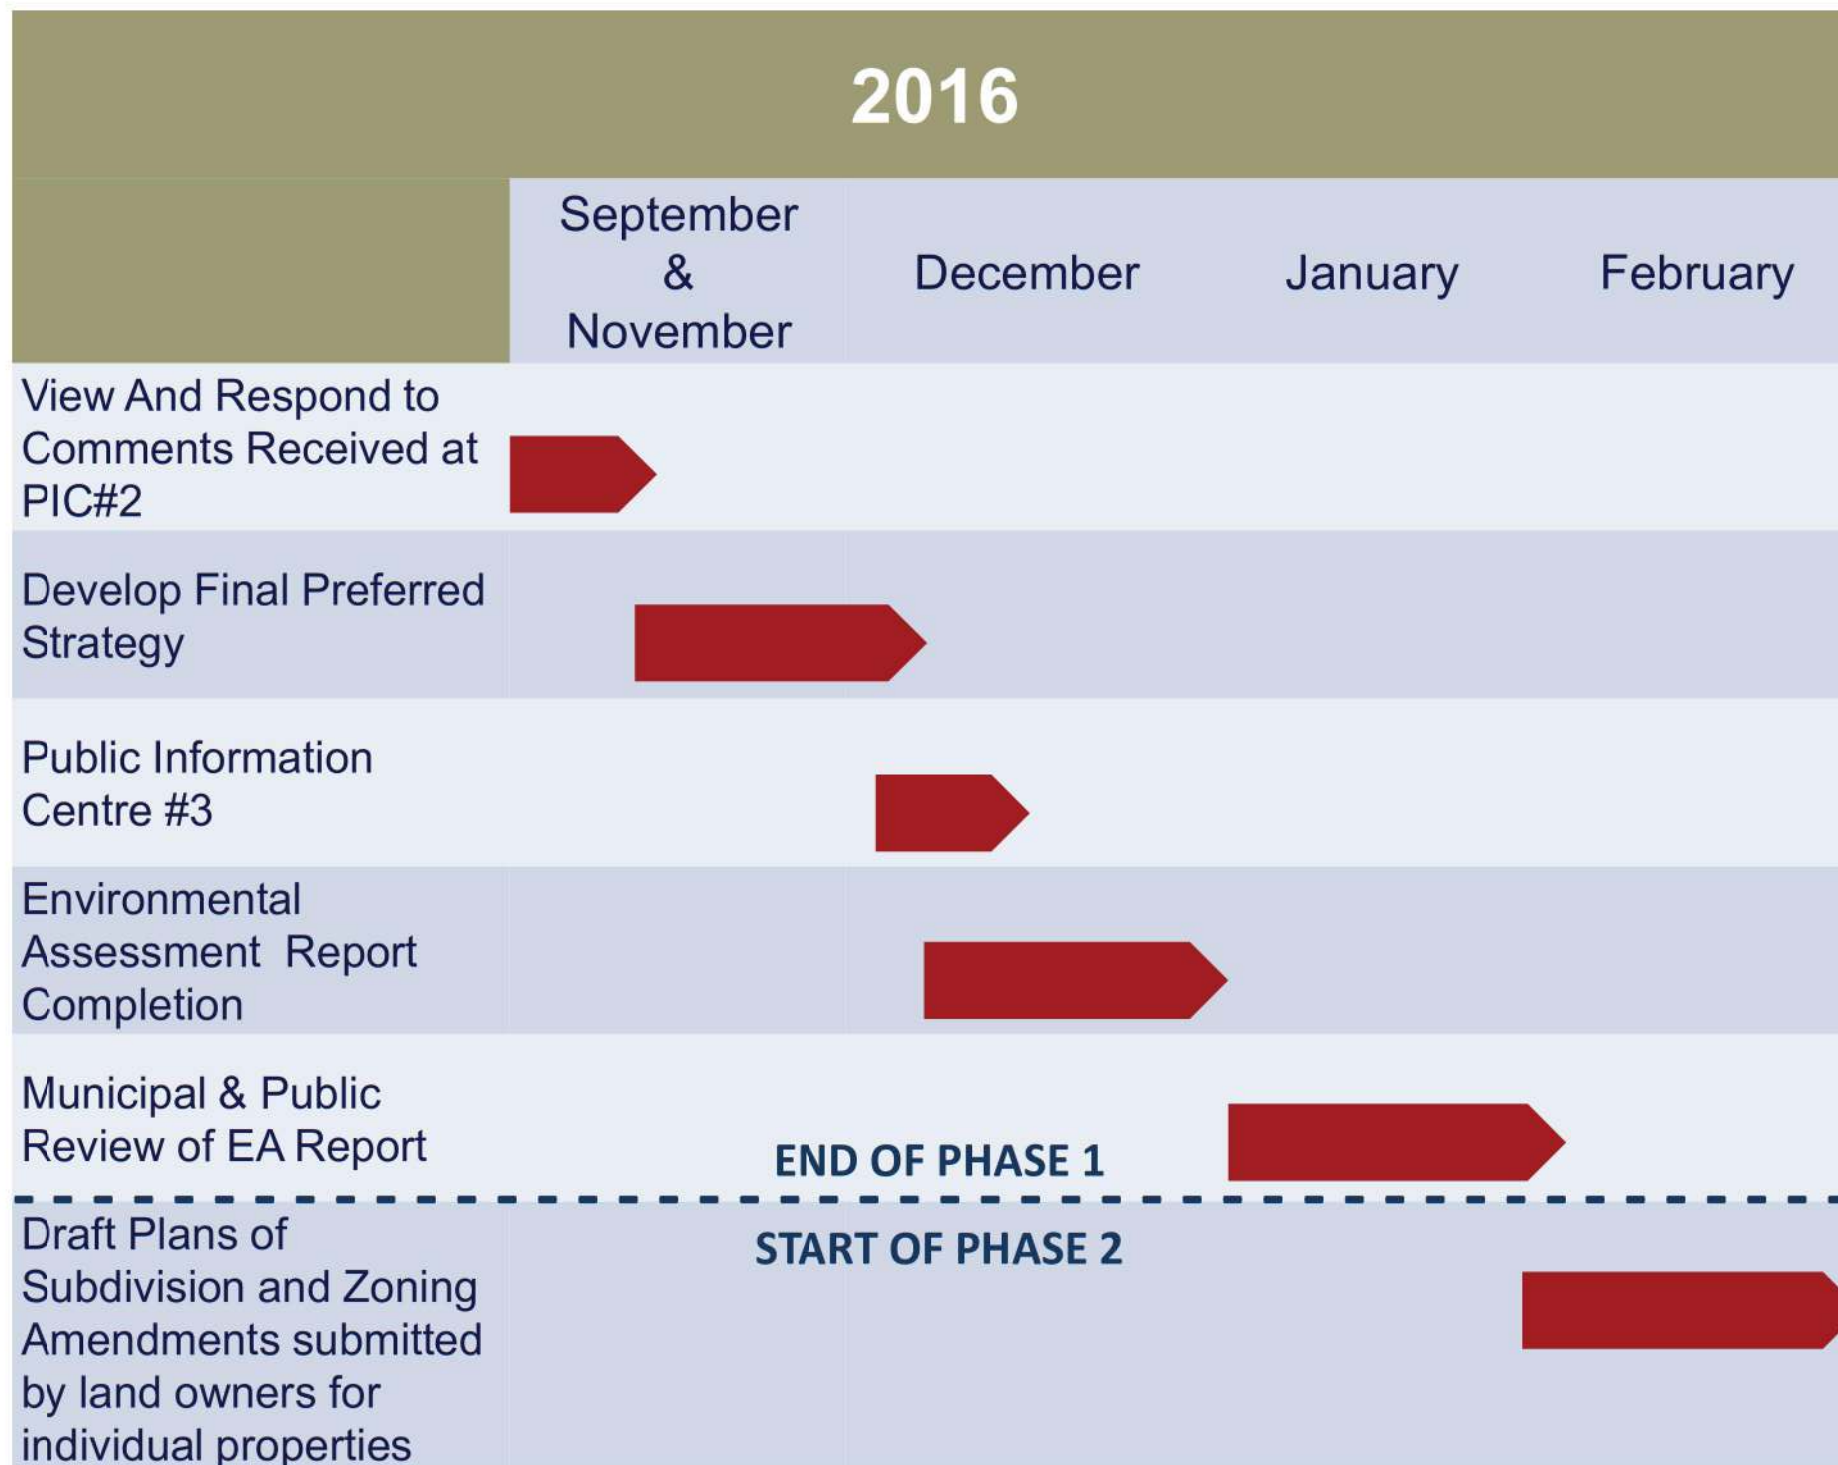 2016
September
&
November
December
January
February
View And Respond to
Comments Received at
PIC#2
Develop Final Preferred
Strategy
Public Information
Centre #3
Environmental
Assessment  Report
Completion
Municipal & Public
Review of EA Report
END OF PHASE 1
START OF PHASE 2
Draft Plans of
Subdivision and Zoning
Amendments submitted
by land owners for
individual properties